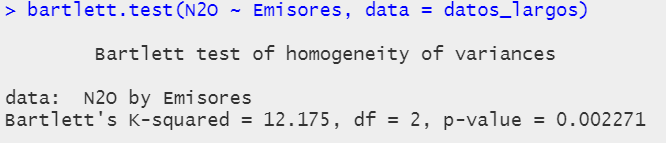 > bartlett.test(N2O ~ Emisores, data = datos_largos)
Bartlett test of homogeneity of variances
data:  N2O by Emisores
Bartlett's K-squared = 12.175, df = 2, p-value = 0.002271